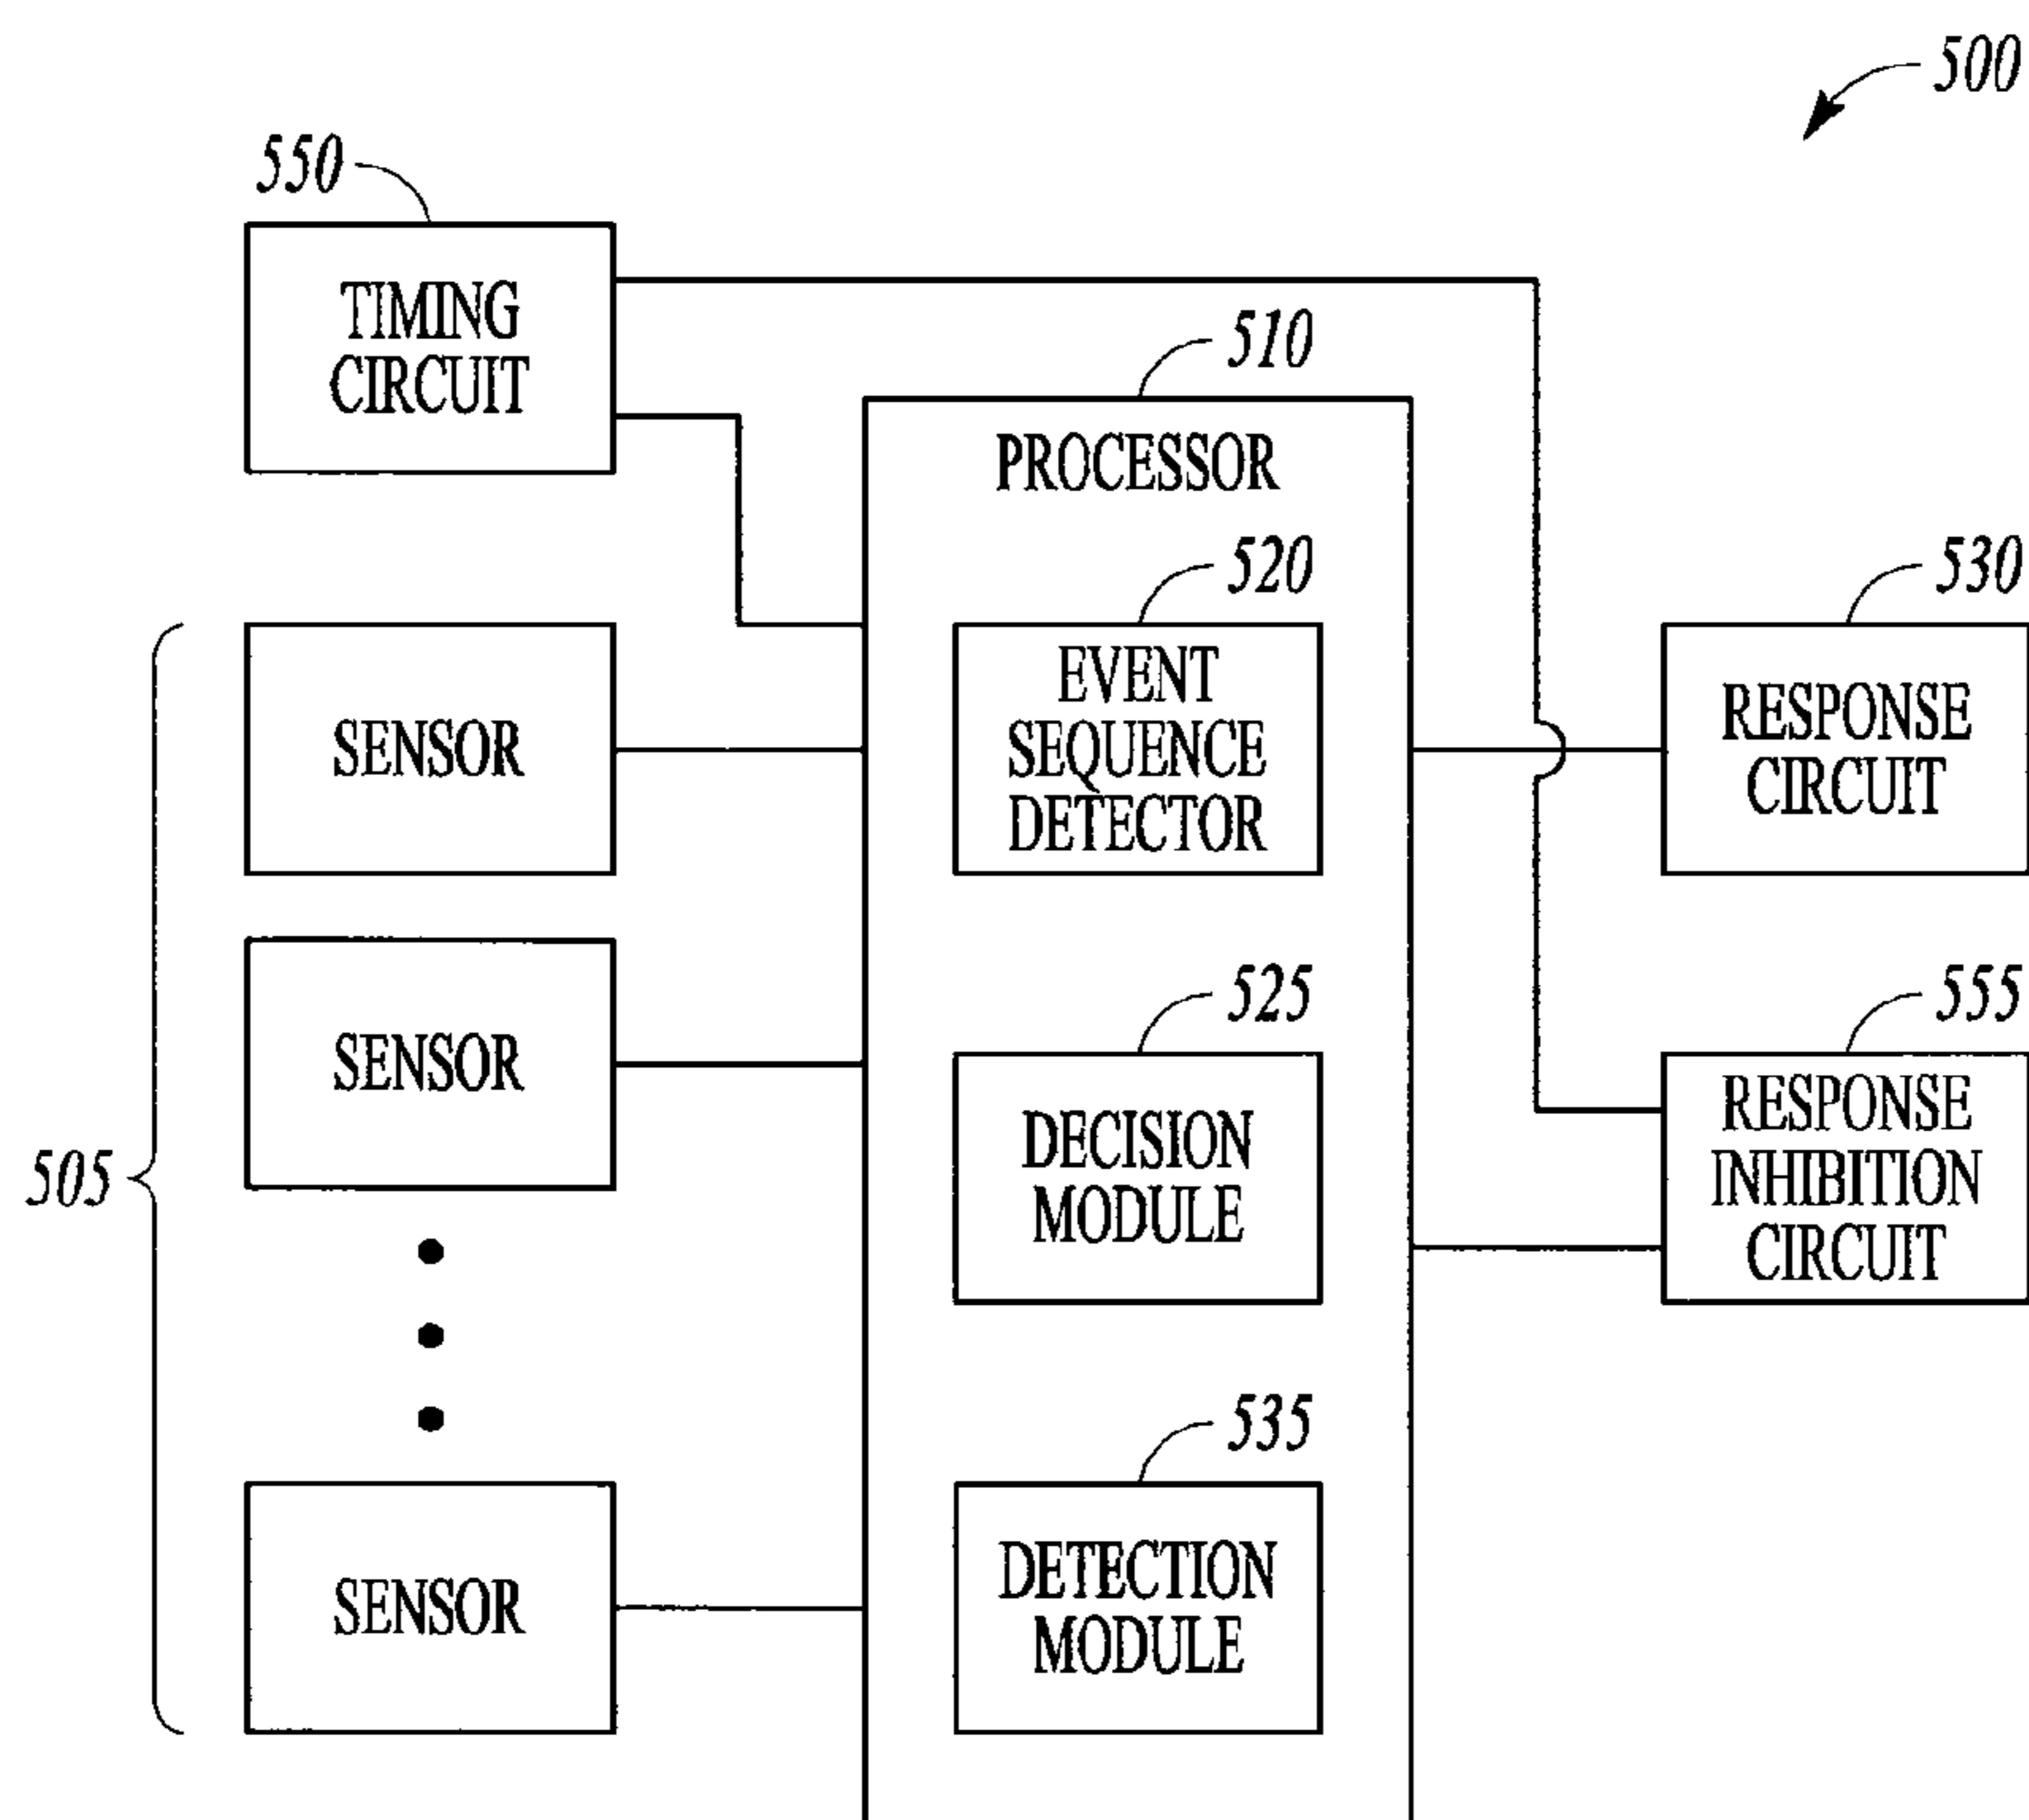 500
550
TIMING
CIRCUIT
510
PROCESSOR
520
EVENT
SEQUENCE
DETECTOR
530
RESPONSE
CIRCUIT
SENSOR
SENSOR
505
525
DECISION
MODULE
555
RESPONSE
INHIBITION
CIRCUIT
535
DETECTION
MODULE
SENSOR